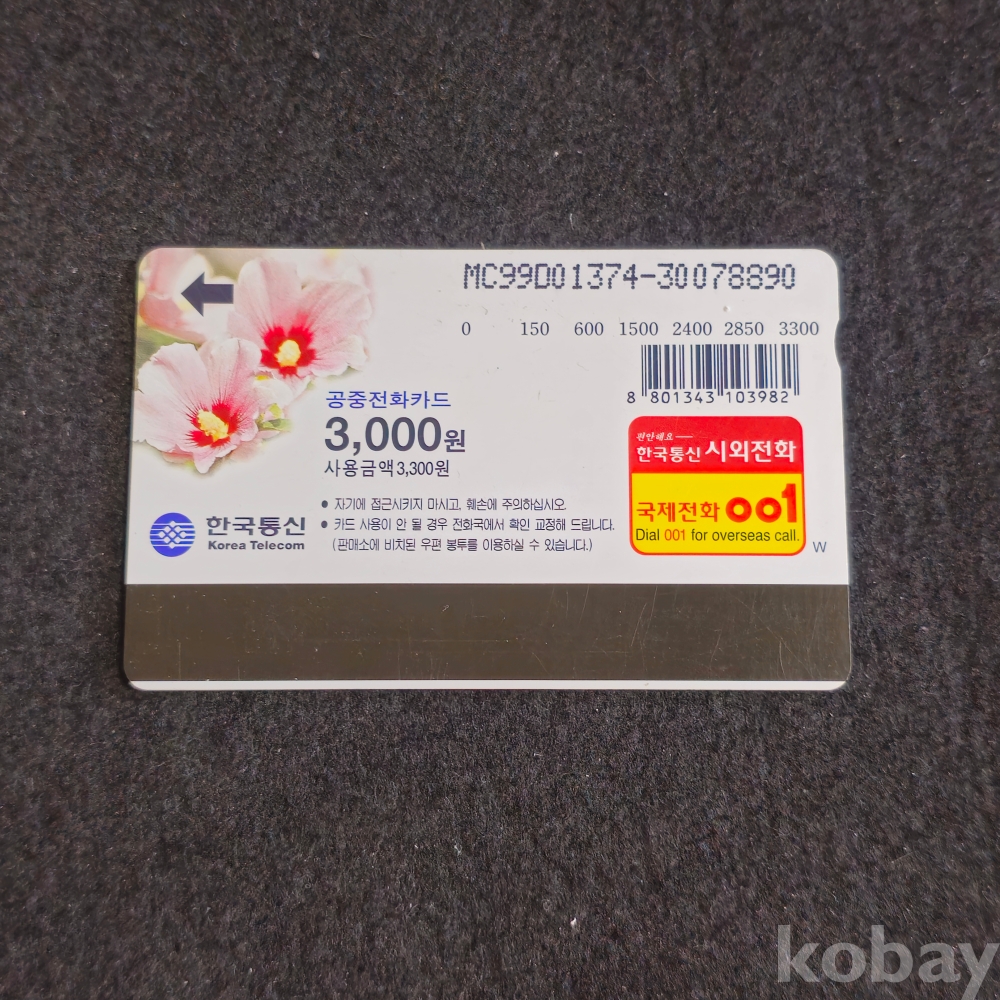 MC99D01374-30078890
0 150 600 1500 2400 2850 3300
8 801343 103982
공중전화카드
3,000원
사용금액 3,300원
• 자기에 접근시키지 마시고, 훼손에 주의하십시오.
• 카드 사용이 안 될 경우 전화국에서 확인 교정해 드립니다.
(판매소에 비치된 우편 봉투를 이용하실 수 있습니다.)
한국통신
Korea Telecom
편안해요
한국통신 시외전화
국제전화 001
Dial 001 for overseas call.
W
kobay